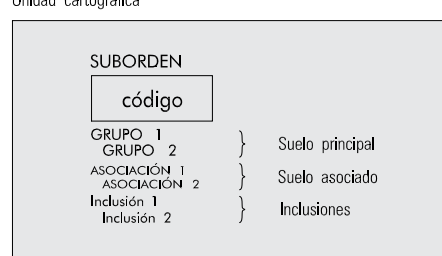 Unidad cartográfica
SUBORDEN
código
GRUPO 1
GRUPO 2
} Suelo principal
ASOCIACIÓN 1
ASOCIACIÓN 2
} Suelo asociado
Inclusión 1
Inclusión 2
} Inclusiones